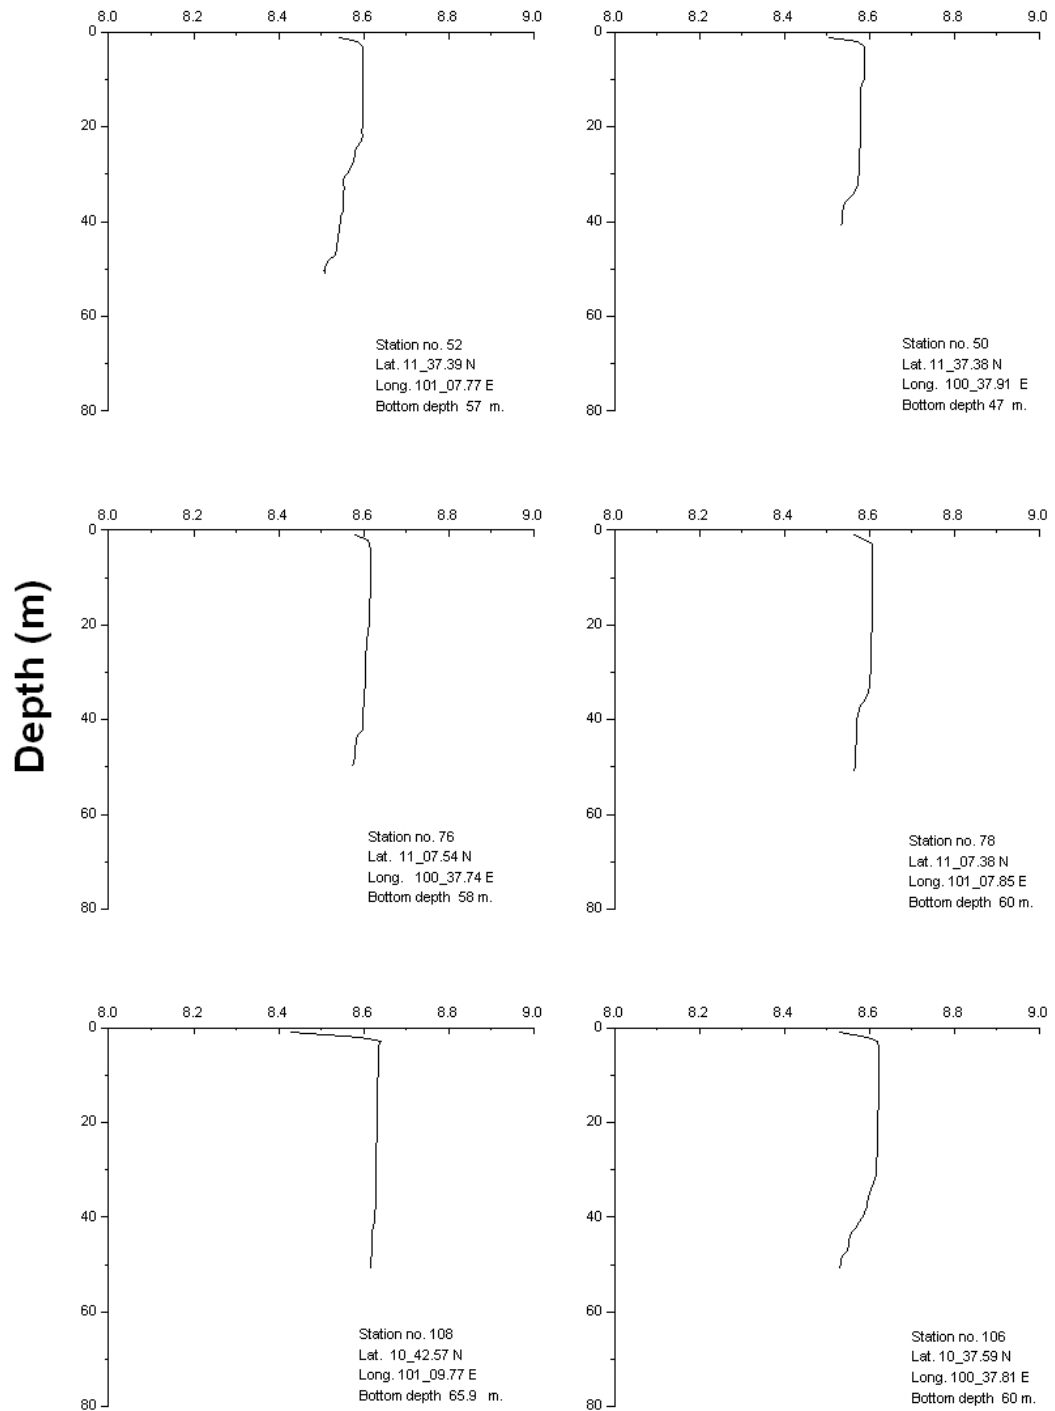 8.0 8.2 8.4 8.6 8.8 9.0
0
20
40
60
80
Station no. 52
Lat. 11_37.39 N
Long. 101_07.77 E
Bottom depth 57 m.
8.0 8.2 8.4 8.6 8.8 9.0
0
20
40
60
80
Station no. 50
Lat. 11_37.38 N
Long. 100_37.91 E
Bottom depth 47 m.
Depth (m)
8.0 8.2 8.4 8.6 8.8 9.0
0
20
40
60
80
Station no. 76
Lat. 11_07.54 N
Long. 100_37.74 E
Bottom depth 58 m.
8.0 8.2 8.4 8.6 8.8 9.0
0
20
40
60
80
Station no. 78
Lat. 11_07.38 N
Long. 101_07.85 E
Bottom depth 60 m.
8.0 8.2 8.4 8.6 8.8 9.0
0
20
40
60
80
Station no. 108
Lat. 10_42.57 N
Long. 101_09.77 E
Bottom depth 65.9 m.
8.0 8.2 8.4 8.6 8.8 9.0
0
20
40
60
80
Station no. 106
Lat. 10_37.59 N
Long. 100_37.81 E
Bottom depth 60 m.